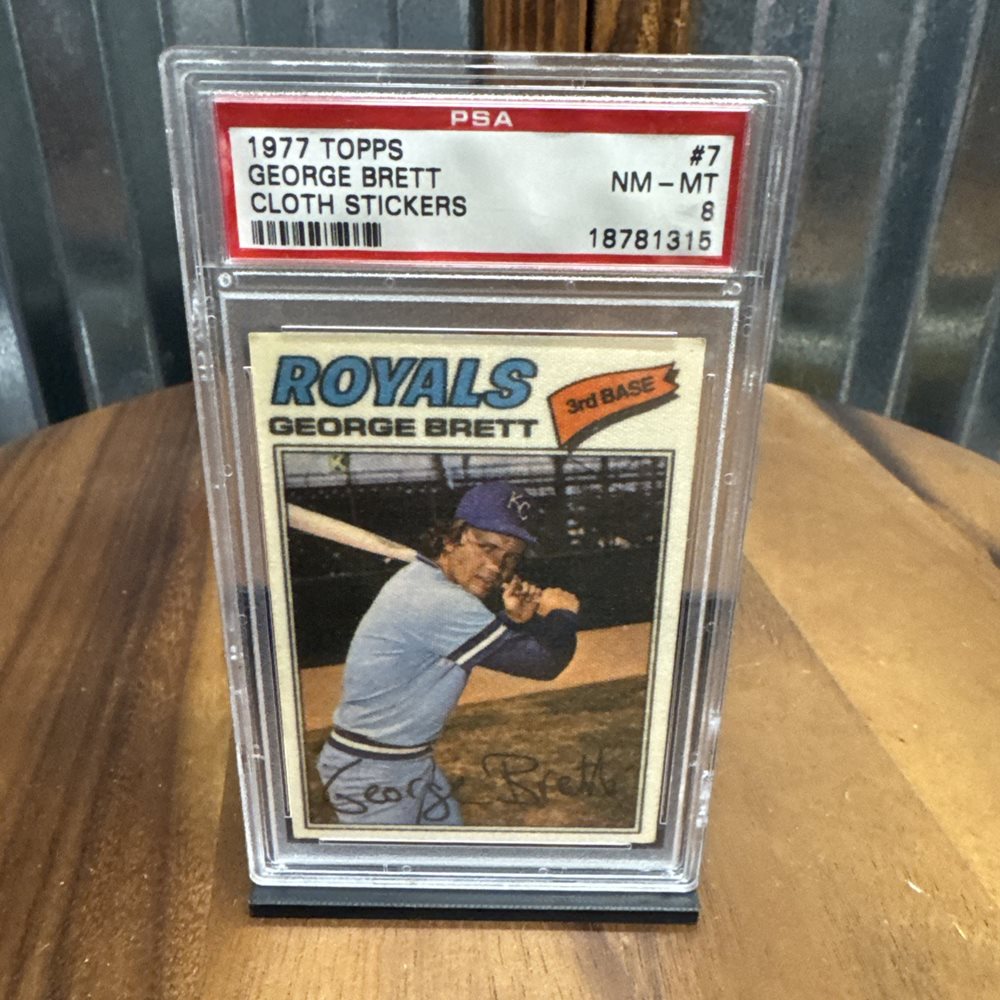 PSA
1977 TOPPS #7
GEORGE BRETT NM - MT
CLOTH STICKERS 8
18781315
ROYALS
3rd BASE
GEORGE BRETT
K
KC
George Brett